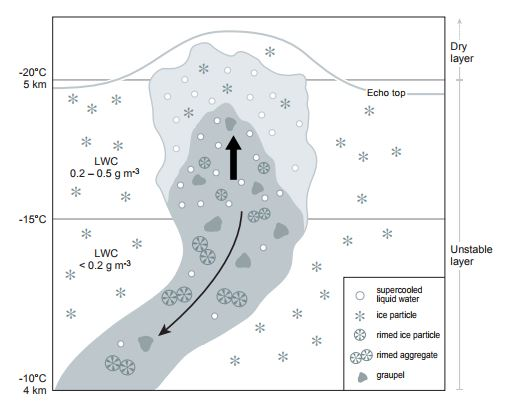 -20°C
5 km
Dry
layer
Echo top
LWC
0.2 – 0.5 g m-3
-15°C
LWC
< 0.2 g m-3
Unstable
layer
supercooled
liquid water
ice particle
rimed ice particle
rimed aggregate
graupel
-10°C
4 km